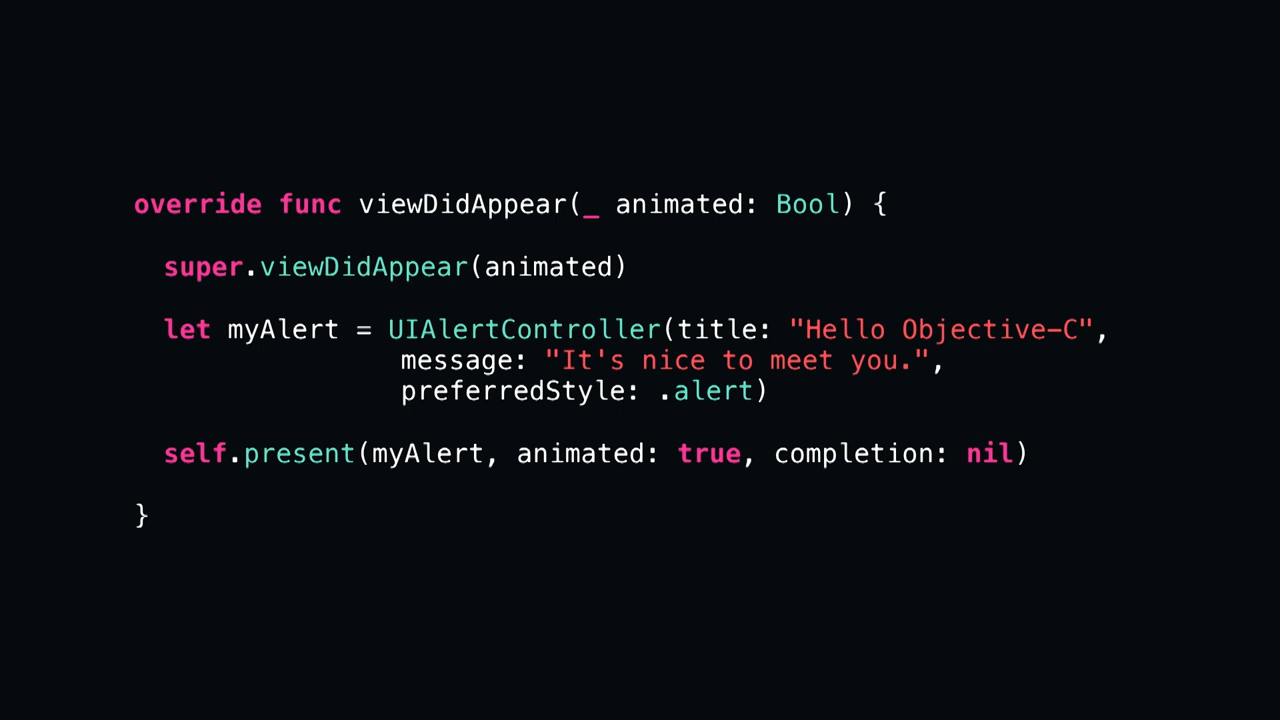 override func viewDidAppear(_ animated: Bool) {
super.viewDidAppear(animated)
let myAlert = UIAlertController(title: "Hello Objective-C",
message: "It's nice to meet you.",
preferredStyle: .alert)
self.present(myAlert, animated: true, completion: nil)
}